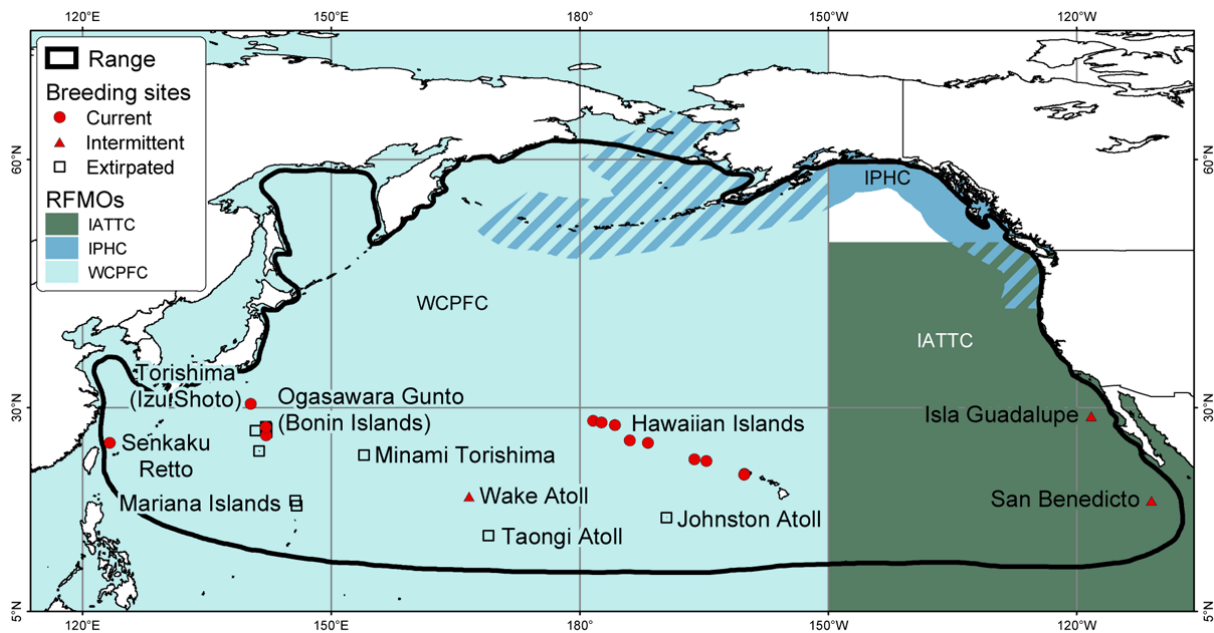 120°E 150°E 180° 150°W 120°W
Range
Breeding sites
Current
Intermittent
Extirpated
RFMOs
IATTC
IPHC
WCPFC
60°N
60°N
IPHC
WCPFC
IATTC
Torishima
(Izu Shoto)
Ogasawara Gunto
(Bonin Islands)
Hawaiian Islands
30°N
30°N
Isla Guadalupe
Senkaku
Retto
Minami Torishima
Mariana Islands
Wake Atoll
San Benedicto
Johnston Atoll
Taongi Atoll
5°N
5°N
120°E 150°E 180° 150°W 120°W